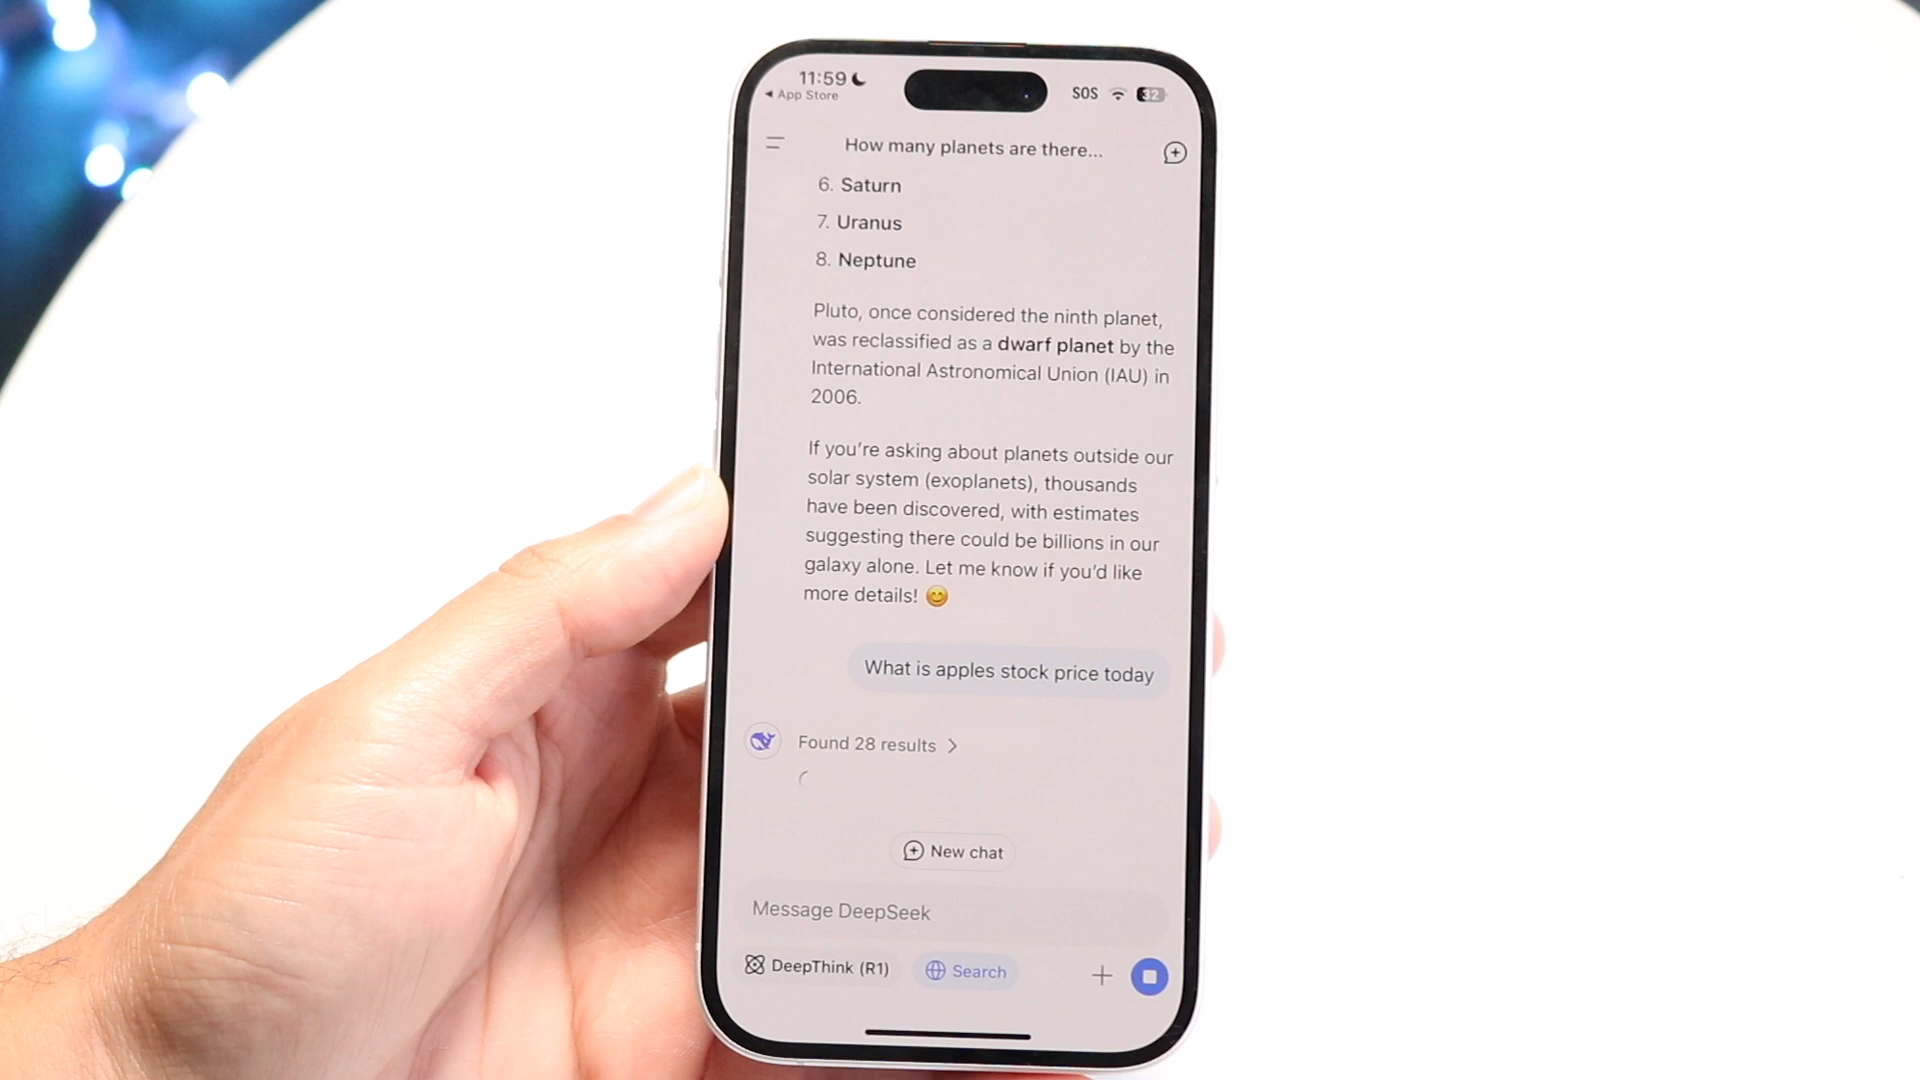 11:59
App Store
SOS
32
How many planets are there...
6. Saturn
7. Uranus
8. Neptune
Pluto, once considered the ninth planet,
was reclassified as a dwarf planet by the
International Astronomical Union (IAU) in
2006.
If you're asking about planets outside our
solar system (exoplanets), thousands
have been discovered, with estimates
suggesting there could be billions in our
galaxy alone. Let me know if you'd like
more details! 😊
What is apples stock price today
Found 28 results
New chat
Message DeepSeek
DeepThink (R1)
Search